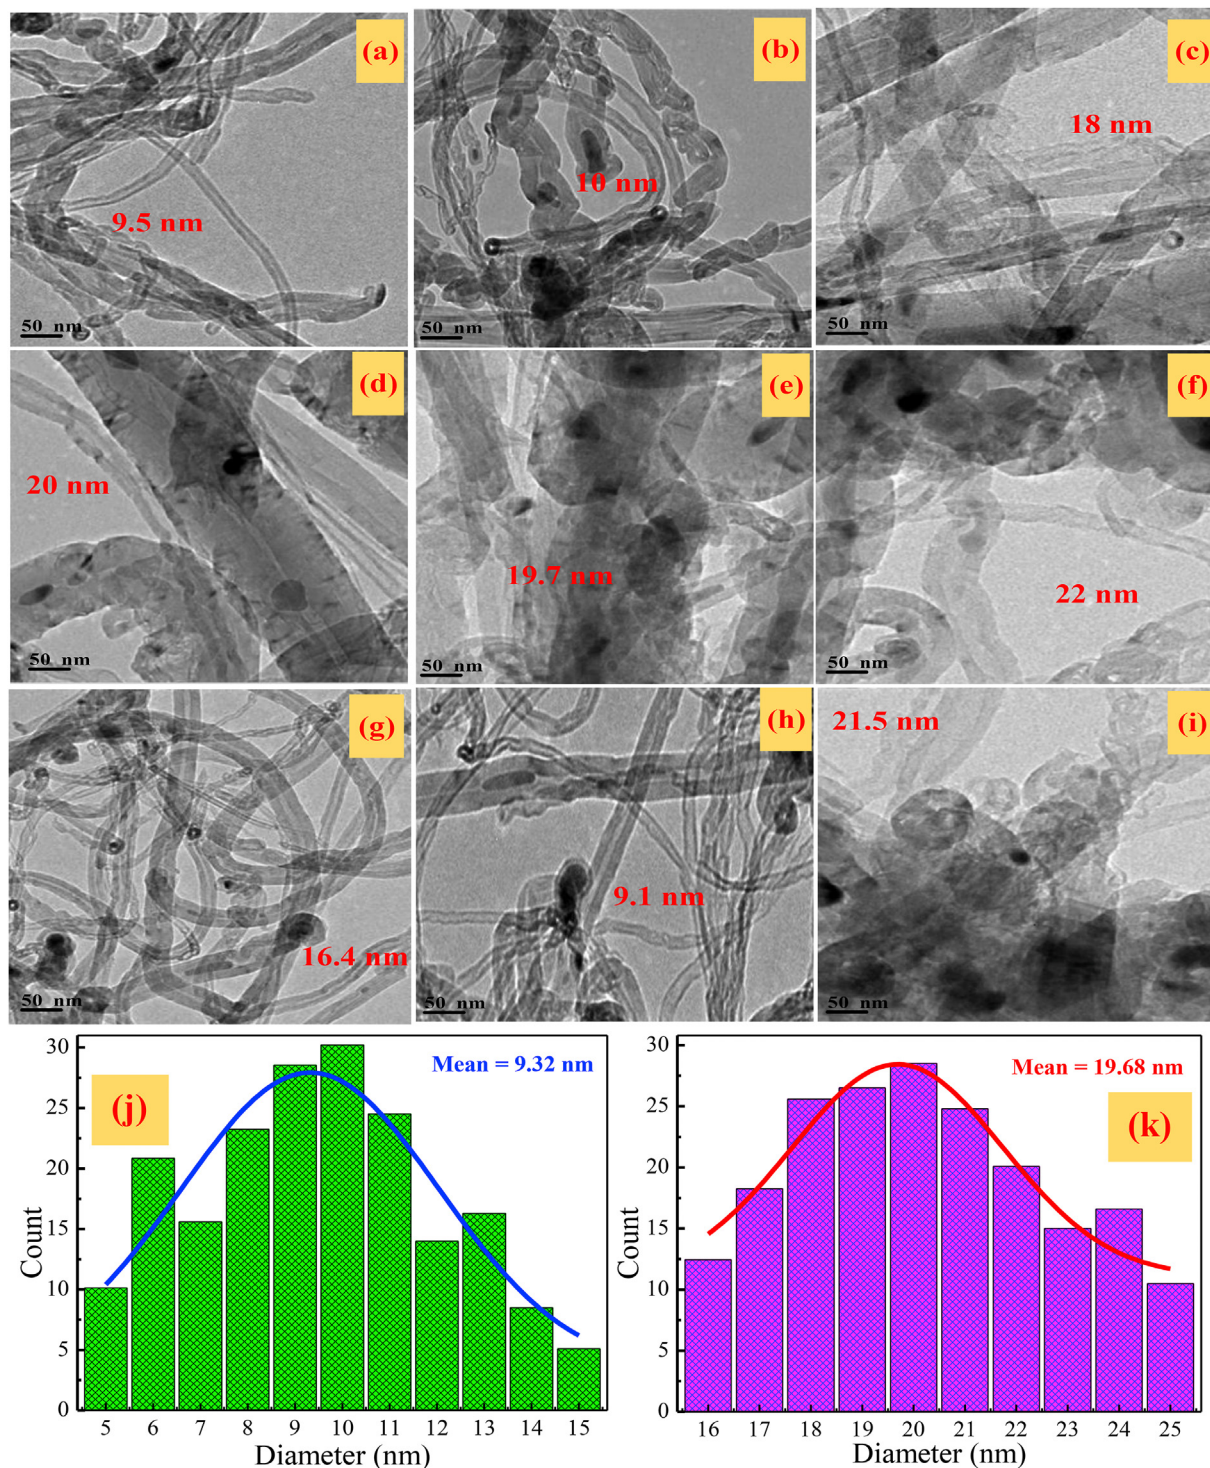 (a)
9.5 nm
50 nm
(b)
10 nm
50 nm
(c)
18 nm
50 nm
(d)
20 nm
50 nm
(e)
19.7 nm
50 nm
(f)
22 nm
50 nm
(g)
16.4 nm
50 nm
(h)
9.1 nm
50 nm
(i)
21.5 nm
50 nm
(j)
Mean = 9.32 nm
Count
30
25
20
15
10
5
0
5 6 7 8 9 10 11 12 13 14 15
Diameter (nm)
(k)
Mean = 19.68 nm
Count
30
25
20
15
10
5
0
16 17 18 19 20 21 22 23 24 25
Diameter (nm)